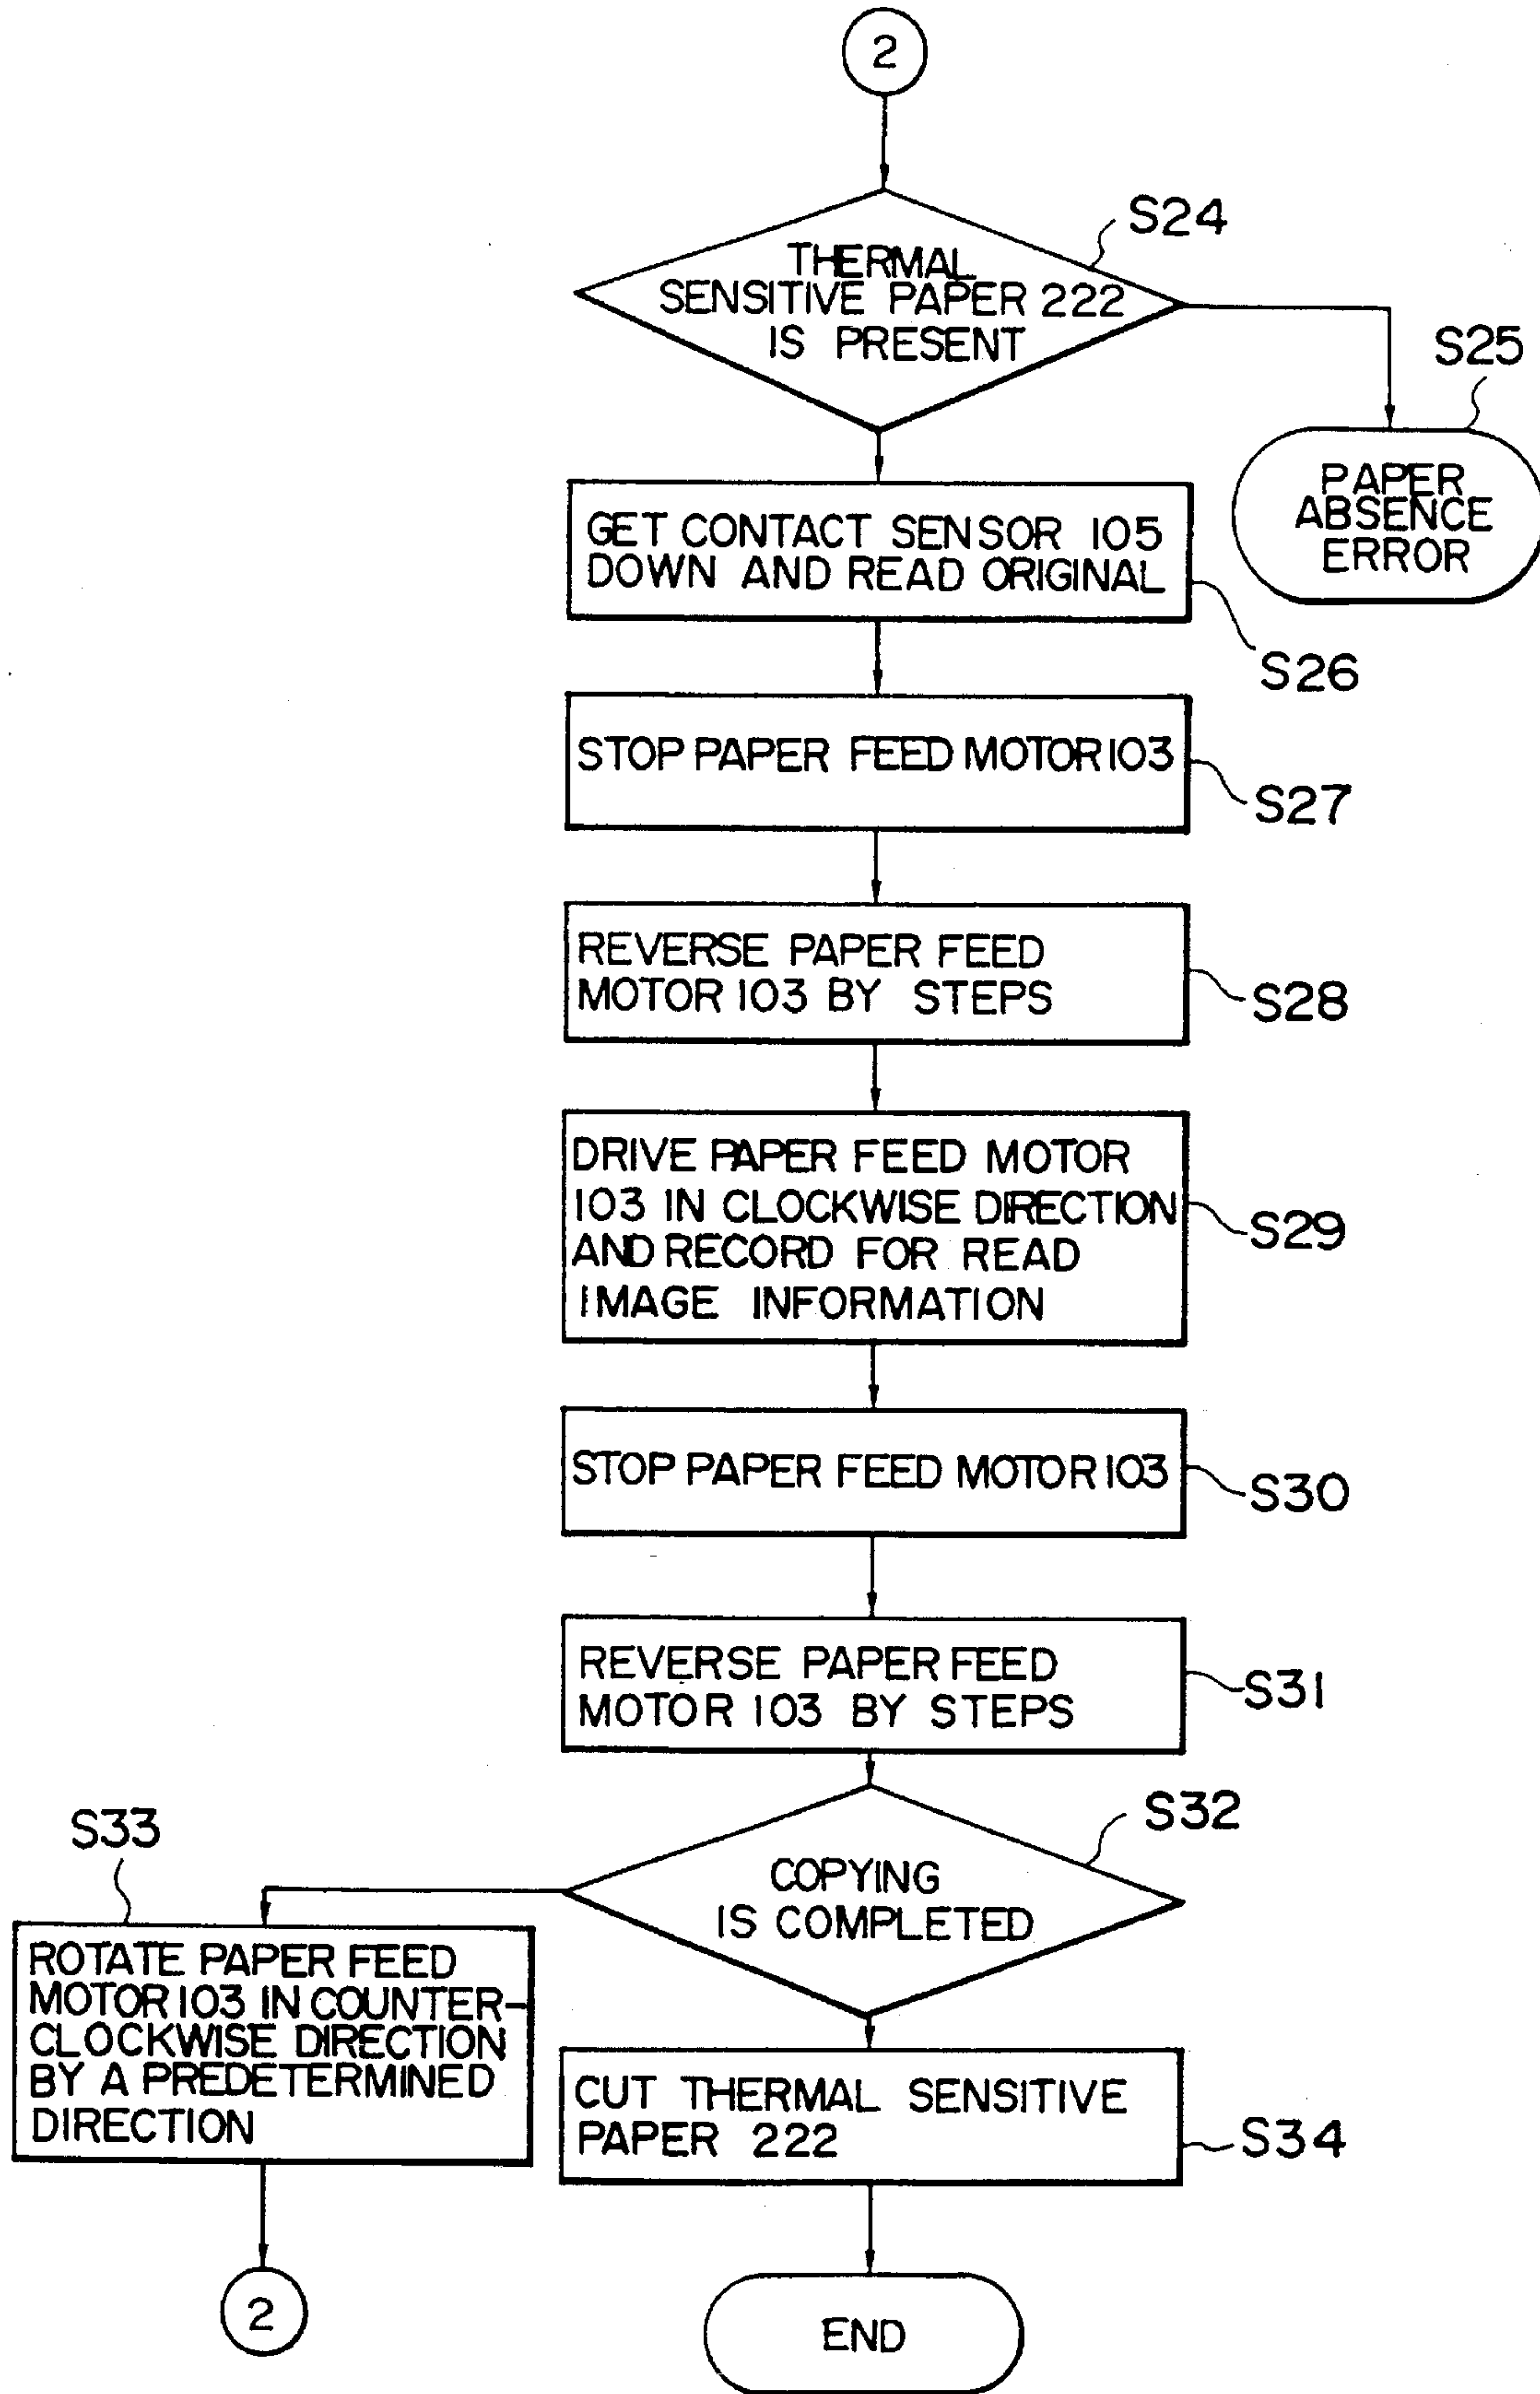 2
S24
THERMAL
SENSITIVE PAPER 222
IS PRESENT
S25
PAPER
ABSENCE
ERROR
GET CONTACT SENSOR 105
DOWN AND READ ORIGINAL
S26
STOP PAPER FEED MOTOR 103
S27
REVERSE PAPER FEED
MOTOR 103 BY STEPS
S28
DRIVE PAPER FEED MOTOR
103 IN CLOCKWISE DIRECTION
AND RECORD FOR READ
IMAGE INFORMATION
S29
STOP PAPER FEED MOTOR 103
S30
REVERSE PAPER FEED
MOTOR 103 BY STEPS
S31
S32
COPYING
IS COMPLETED
S33
ROTATE PAPER FEED
MOTOR 103 IN COUNTER-
CLOCKWISE DIRECTION
BY A PREDETERMINED
DIRECTION
CUT THERMAL SENSITIVE
PAPER 222
S34
2
END